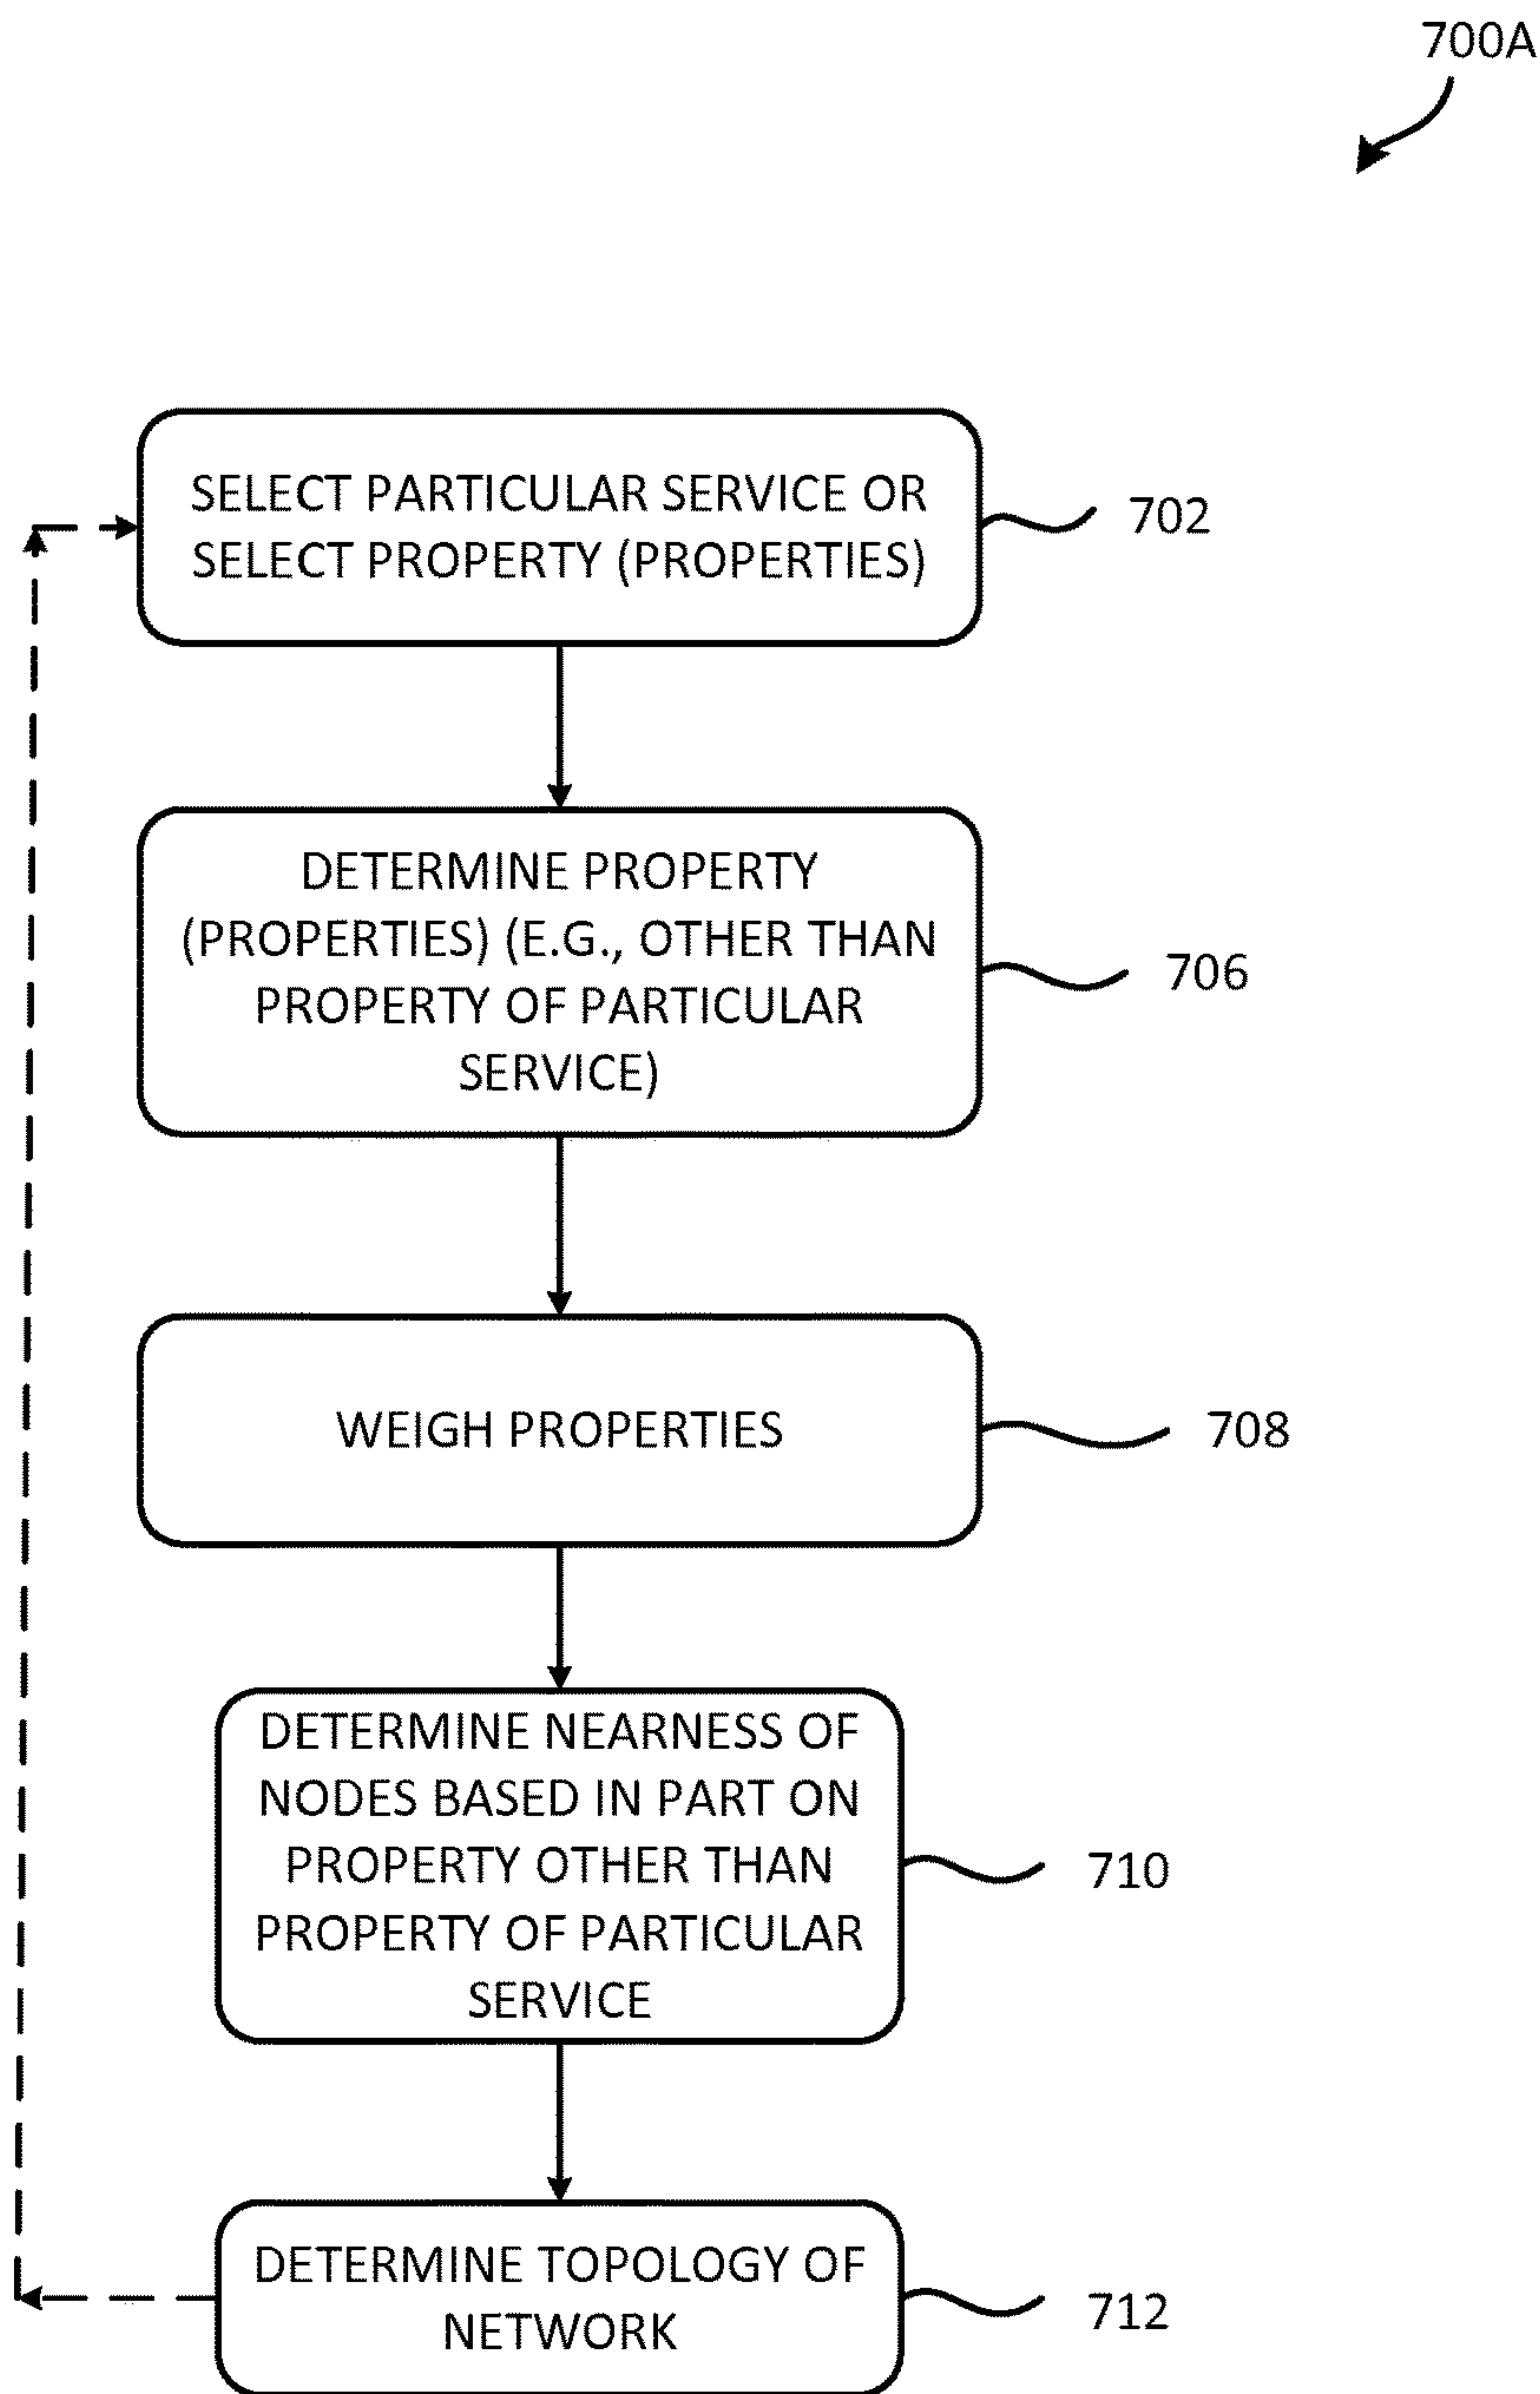 700A
SELECT PARTICULAR SERVICE OR
SELECT PROPERTY (PROPERTIES)
702
DETERMINE PROPERTY
(PROPERTIES) (E.G., OTHER THAN
PROPERTY OF PARTICULAR
SERVICE)
706
WEIGH PROPERTIES
708
DETERMINE NEARNESS OF
NODES BASED IN PART ON
PROPERTY OTHER THAN
PROPERTY OF PARTICULAR
SERVICE
710
DETERMINE TOPOLOGY OF
NETWORK
712